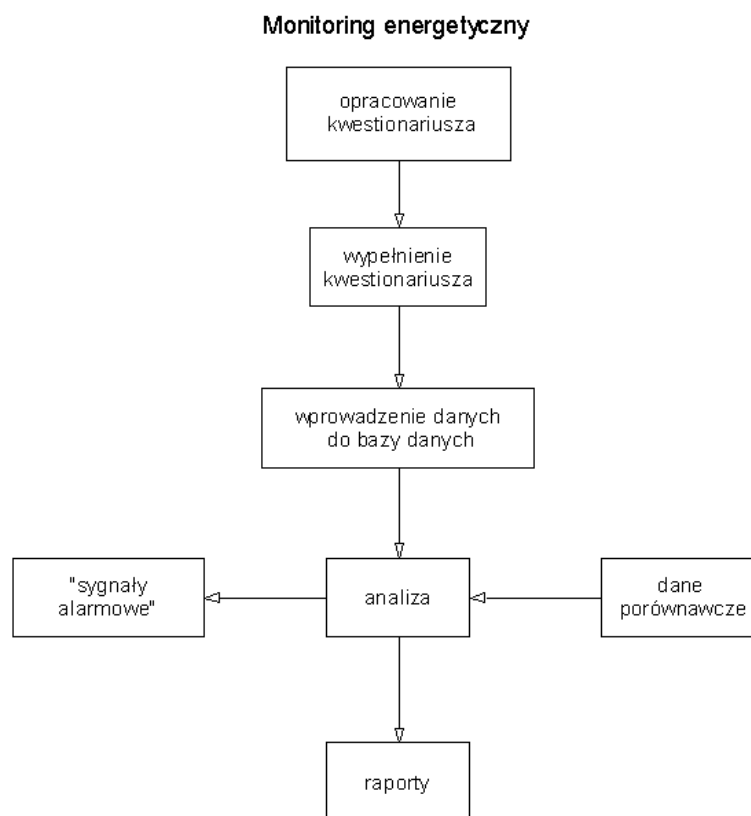 Monitoring energetyczny
opracowanie
kwestionariusza
wypełnienie
kwestionariusza
wprowadzenie danych
do bazy danych
"sygnały
alarmowe"
analiza
dane
porównawcze
raporty